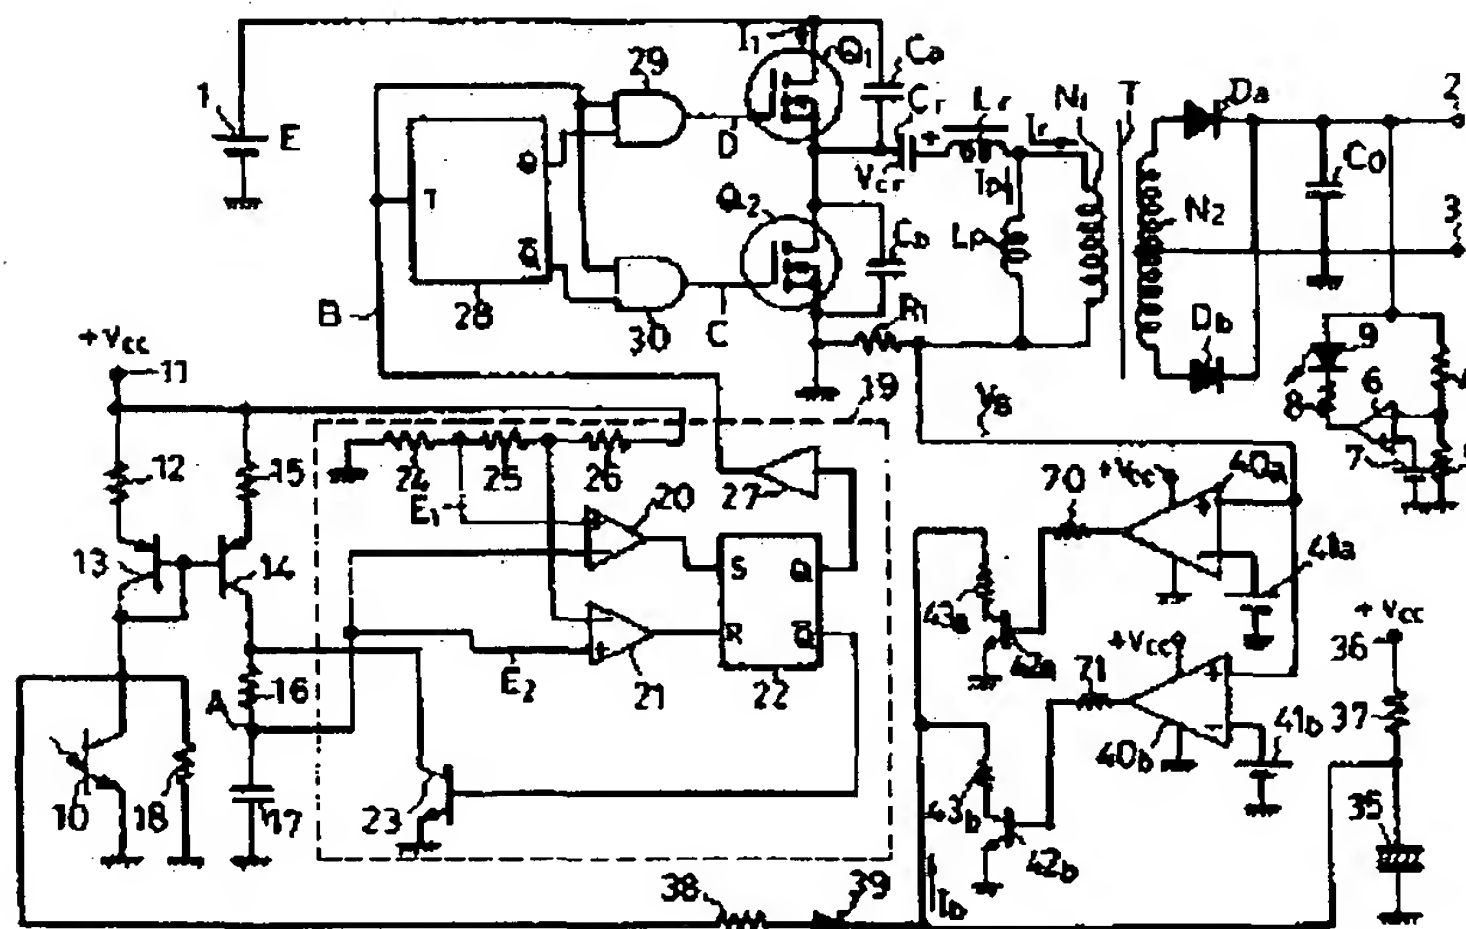 I₁
29
Q₁
Ca
1
E
Cr
Lr
Ir
N₁
T
Da
2
D
Vcr
T
Q
Q̄
Q₂
Lp
N₂
C₀
3
Cb
B
28
30
C
R₁
Db
9
+Vcc
11
19
8
6
7
VB
12
15
24
25
26
27
E₁
20
70
+Vcc
40a
41a
13
14
S
Q
43a
42a
R̄
Q̄
+Vcc
+Vcc
36
A
16
E₂
21
22
71
41b
37
40b
10
18
17
23
43b
42b
35
38
39
Ib